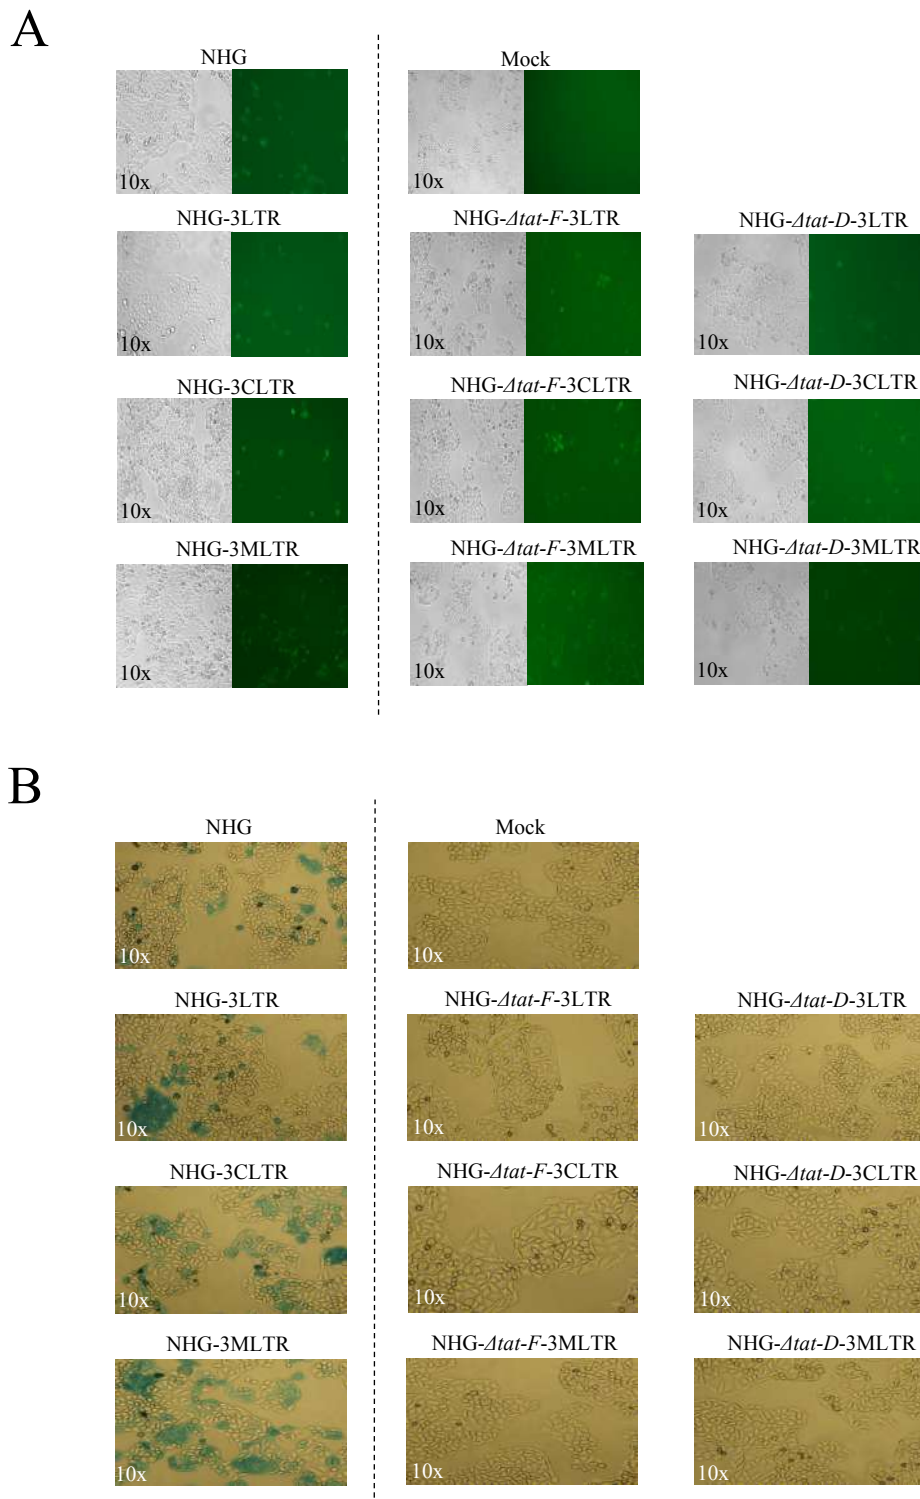 A
NHG
Mock
10x
10x
NHG-3LTR
NHG-Δtat-F-3LTR
NHG-Δtat-D-3LTR
10x
10x
10x
NHG-3CLTR
NHG-Δtat-F-3CLTR
NHG-Δtat-D-3CLTR
10x
10x
10x
NHG-3MLTR
NHG-Δtat-F-3MLTR
NHG-Δtat-D-3MLTR
10x
10x
10x
B
NHG
Mock
10x
10x
NHG-3LTR
NHG-Δtat-F-3LTR
NHG-Δtat-D-3LTR
10x
10x
10x
NHG-3CLTR
NHG-Δtat-F-3CLTR
NHG-Δtat-D-3CLTR
10x
10x
10x
NHG-3MLTR
NHG-Δtat-F-3MLTR
NHG-Δtat-D-3MLTR
10x
10x
10x